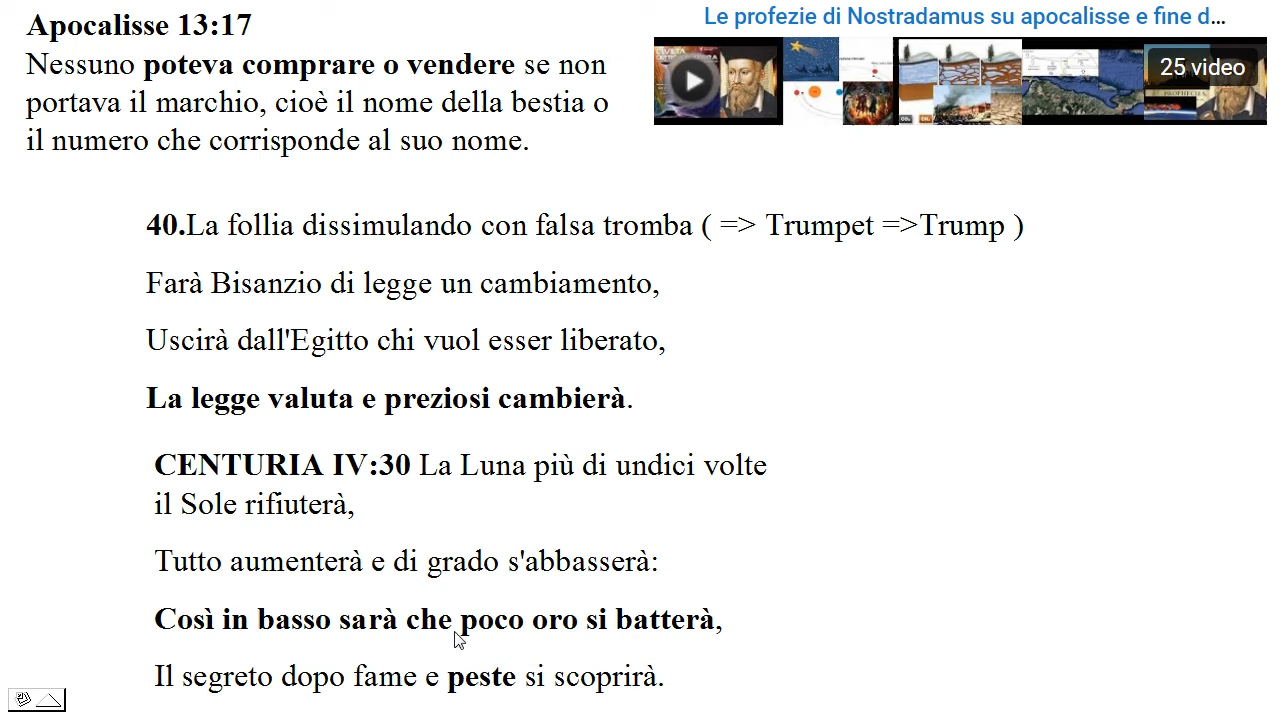 Apocalisse 13:17
Nessuno poteva comprare o vendere se non
portava il marchio, cioè il nome della bestia o
il numero che corrisponde al suo nome.
Le profezie di Nostradamus su apocalisse e fine d...
25 video
40.La follia dissimulando con falsa tromba ( => Trumpet =>Trump )
Farà Bisanzio di legge un cambiamento,
Uscirà dall'Egitto chi vuol esser liberato,
La legge valuta e preziosi cambierà.
CENTURIA IV:30 La Luna più di undici volte
il Sole rifiuterà,
Tutto aumenterà e di grado s'abbasserà:
Così in basso sarà che poco oro si batterà,
Il segreto dopo fame e peste si scoprirà.